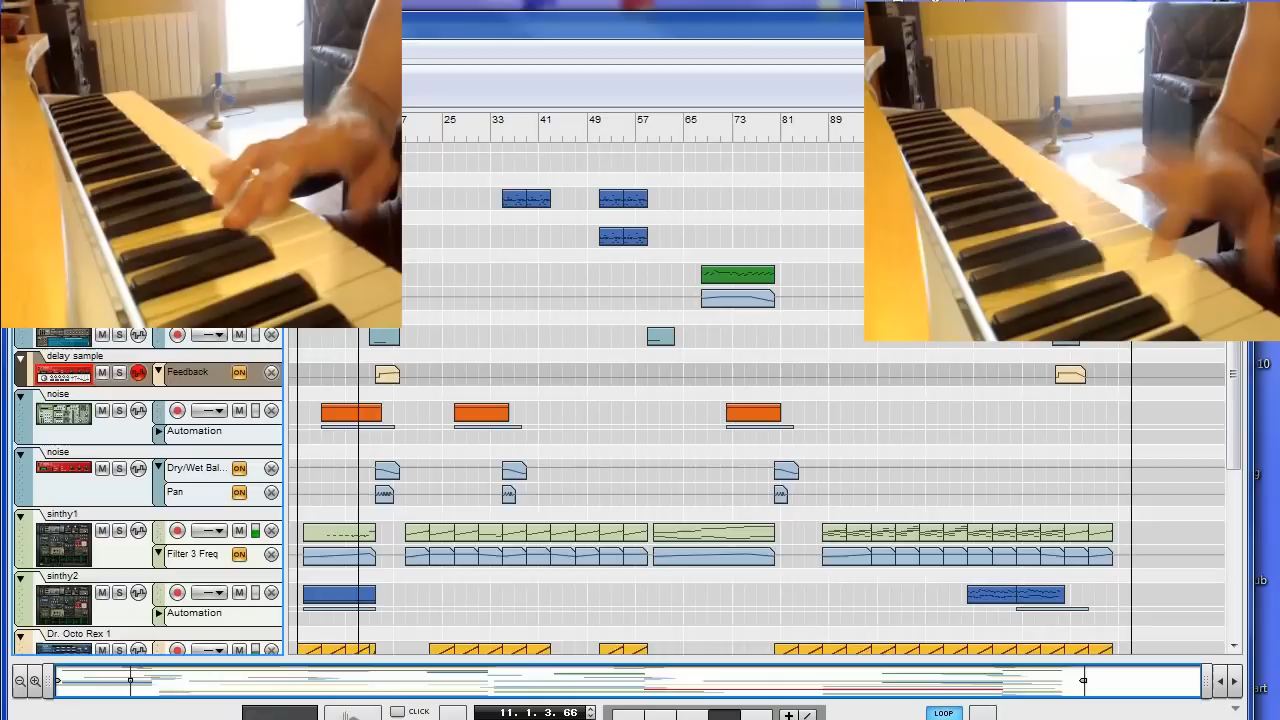 25 33 41 49 57 65 73 81 89
M S M
delay sample
M S Feedback ON
10
noise
M S M
Automation
noise
M S Dry/Wet Bal... ON
9
Pan ON
sinthy1
M S M
Filter 3 Freq ON
sinthy2
M S M
Automation
Dr. Octo Rex 1
M S M
CLICK
11. 1. 3. 66
LOOP